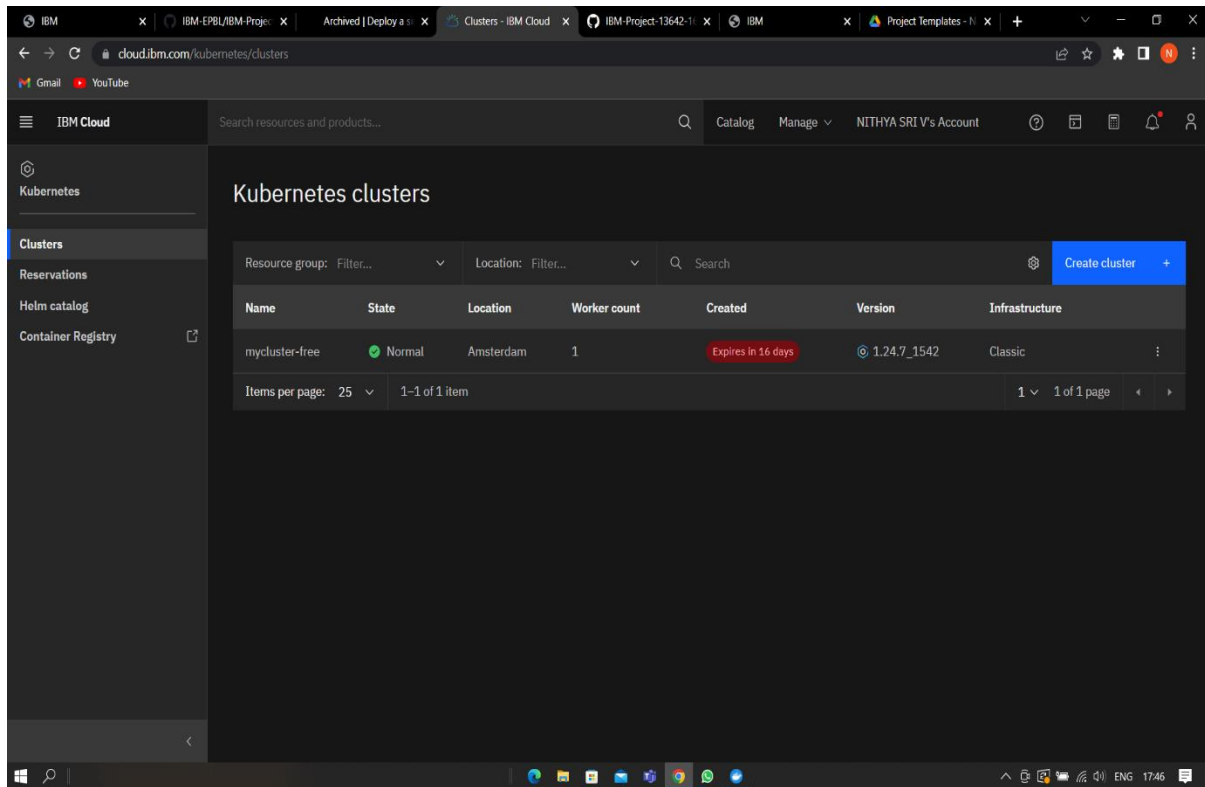 IBM
IBM-EPBL/IBM-Projec
Archived | Deploy a si
Clusters - IBM Cloud
IBM-Project-13642-16
IBM
Project Templates - N
cloud.ibm.com/kubernetes/clusters
N
Gmail
YouTube
IBM Cloud
Search resources and products...
Catalog
Manage
NITHYA SRI V's Account
Kubernetes
Clusters
Reservations
Helm catalog
Container Registry
Kubernetes clusters
Resource group: Filter...
Location: Filter...
Search
Create cluster +
Name State Location Worker count Created Version Infrastructure
mycluster-free Normal Amsterdam 1 Expires in 16 days 1.24.7_1542 Classic
Items per page: 25 1–1 of 1 item 1 1 of 1 page
ENG 17:46